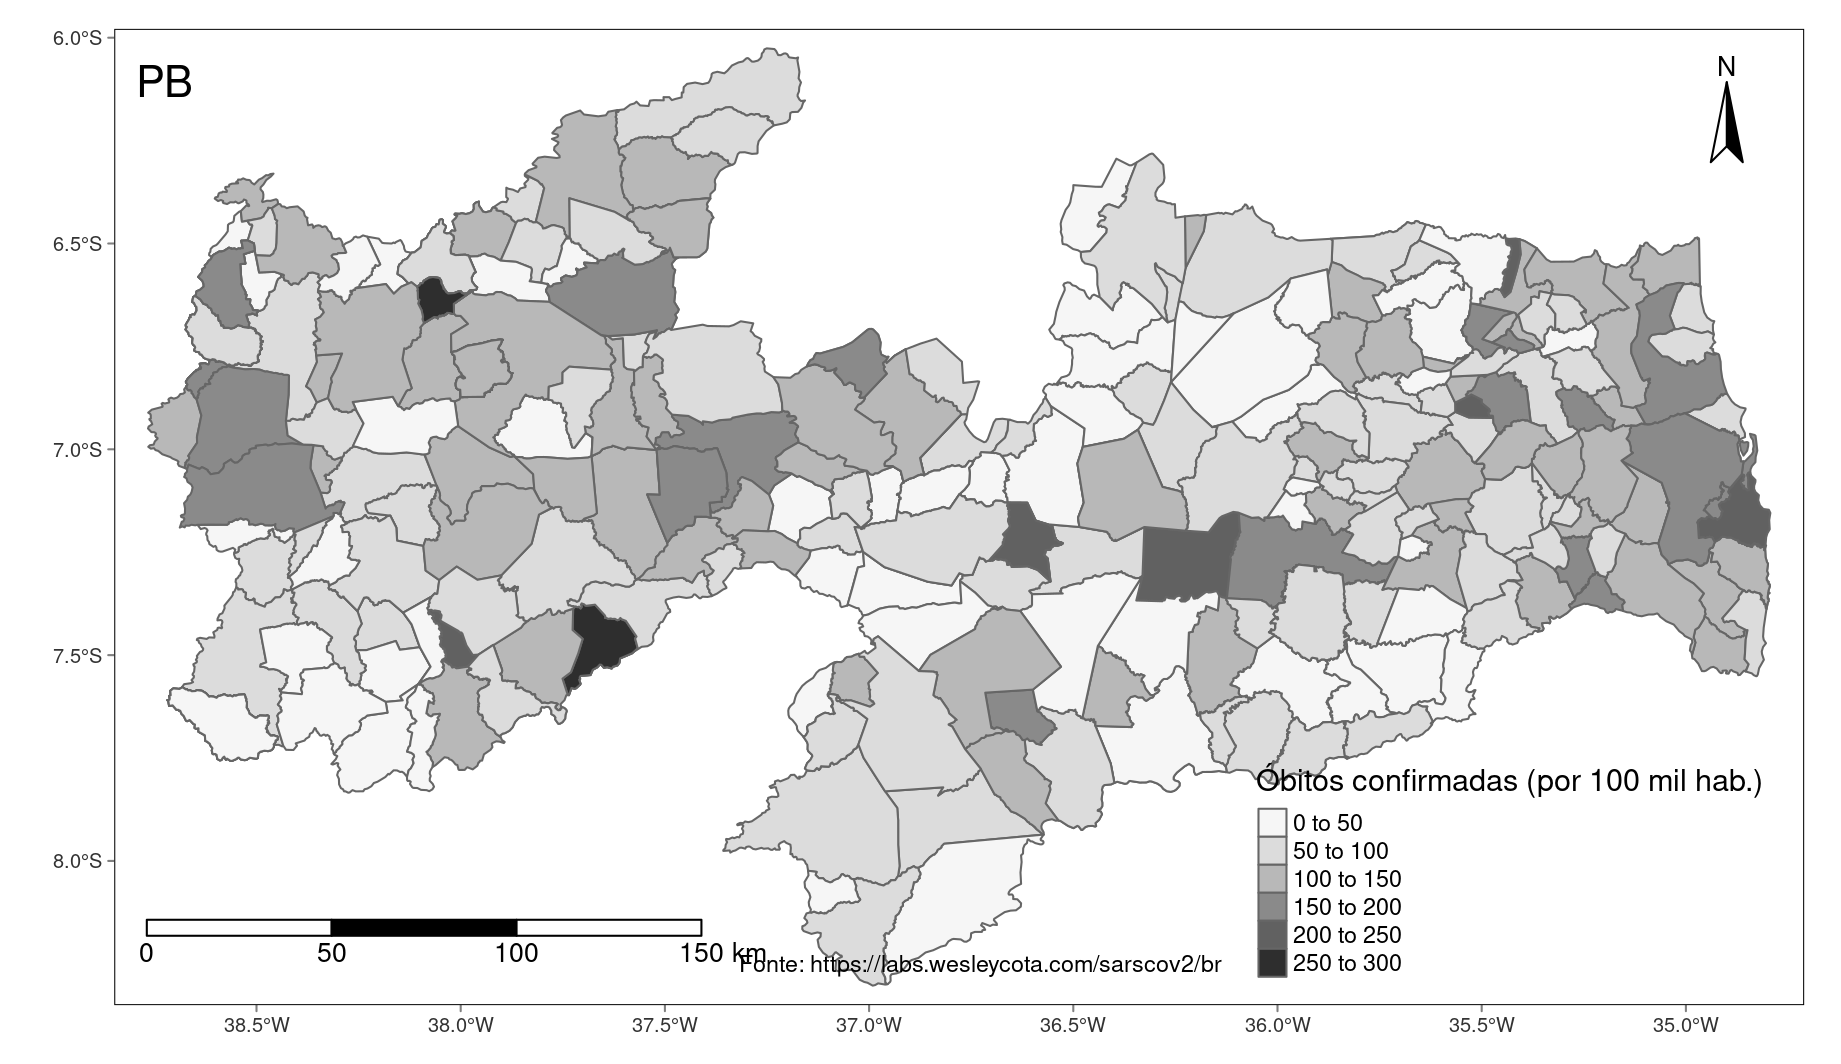 6.0°S
PB
N
6.5°S
7.0°S
7.5°S
8.0°S
Óbitos confirmadas (por 100 mil hab.)
0 to 50
50 to 100
100 to 150
150 to 200
200 to 250
250 to 300
0 50 100 150 km
Fonte: https://labs.wesleycota.com/sarscov2/br
38.5°W 38.0°W 37.5°W 37.0°W 36.5°W 36.0°W 35.5°W 35.0°W